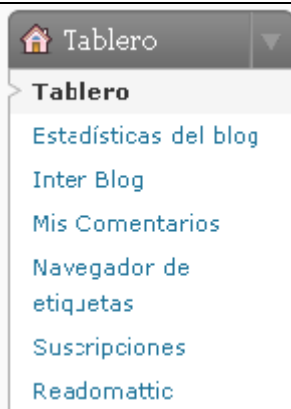 Tablero
Tablero
Estadísticas del blog
Inter Blog
Mis Comentarios
Navegador de
etiquetas
Suscripciones
Readomattic